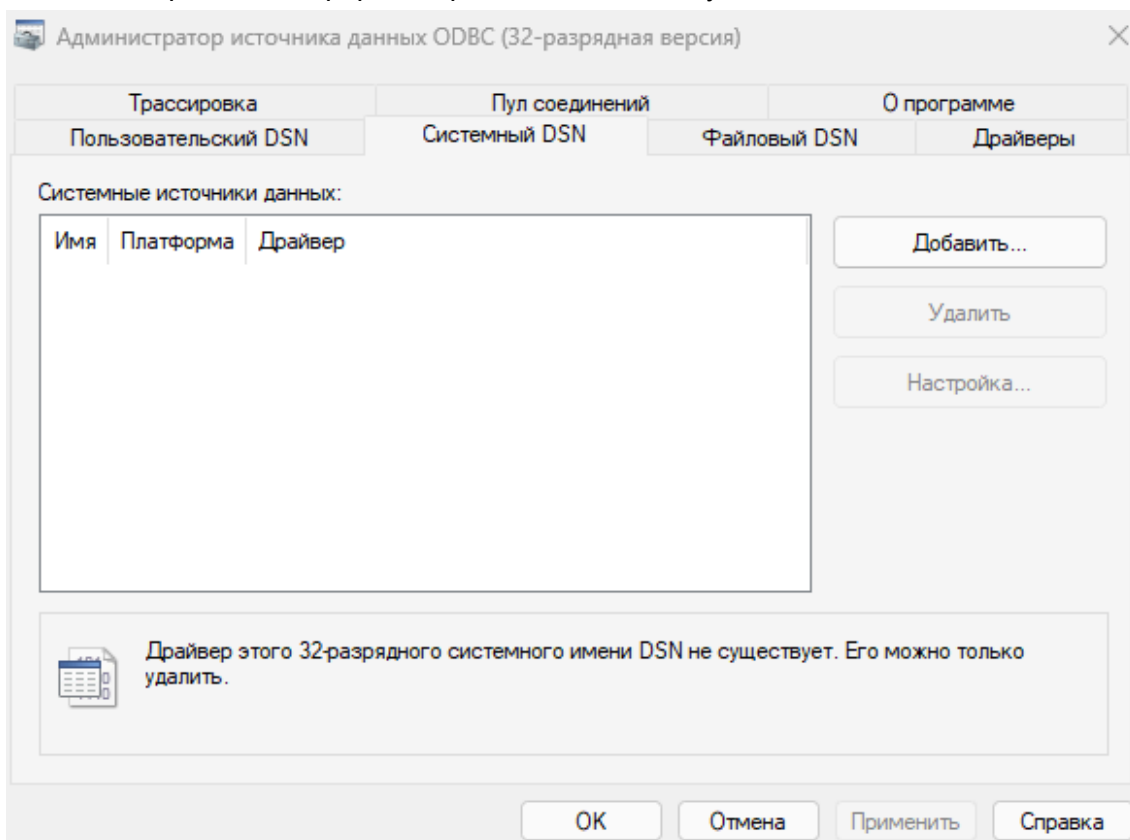 Администратор источника данных ODBC (32-разрядная версия)
Трассировка Пул соединений О программе
Пользовательский DSN Системный DSN Файловый DSN Драйверы
Системные источники данных:
Имя Платформа Драйвер
Добавить...
Удалить
Настройка...
Драйвер этого 32-разрядного системного имени DSN не существует. Его можно только
удалить.
ОК Отмена Применить Справка